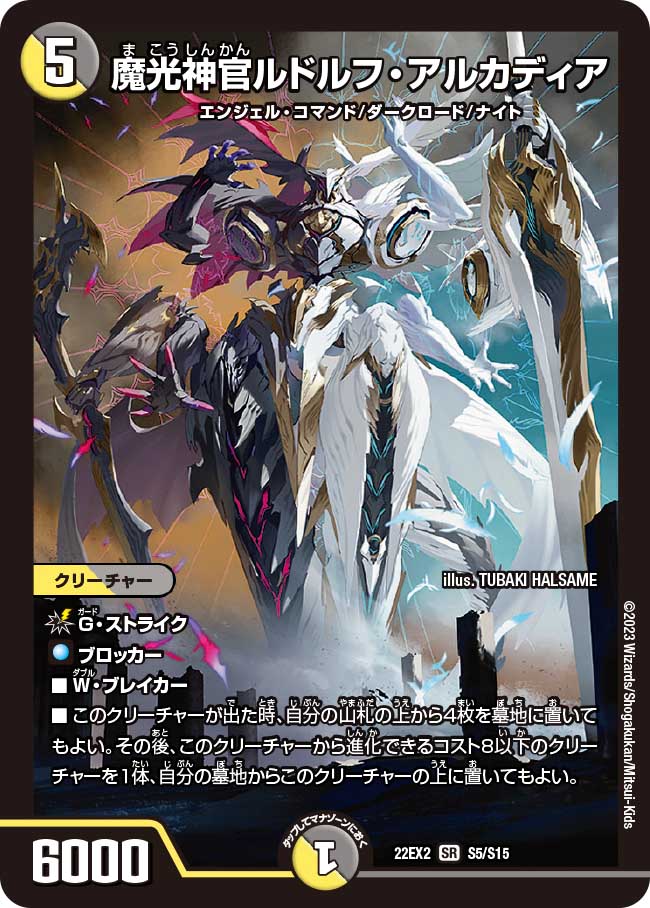 5
魔光神官ルドルフ・アルカディア
エンジェル・コマンド/ダークロード/ナイト
クリーチャー
illus. TUBAKI HALSAME
G・ストライク
ブロッカー
■ W・ブレイカー
■ このクリーチャーが出た時、自分の山札の上から4枚を墓地に置いて
もよい。その後、このクリーチャーから進化できるコスト8以下のクリー
チャーを1体、自分の墓地からこのクリーチャーの上に置いてもよい。
©2023 Wizards/Shogakukan/Mitsui-Kids
6000
タップしてマナゾーンにおく
1
22EX2 SR S5/S15